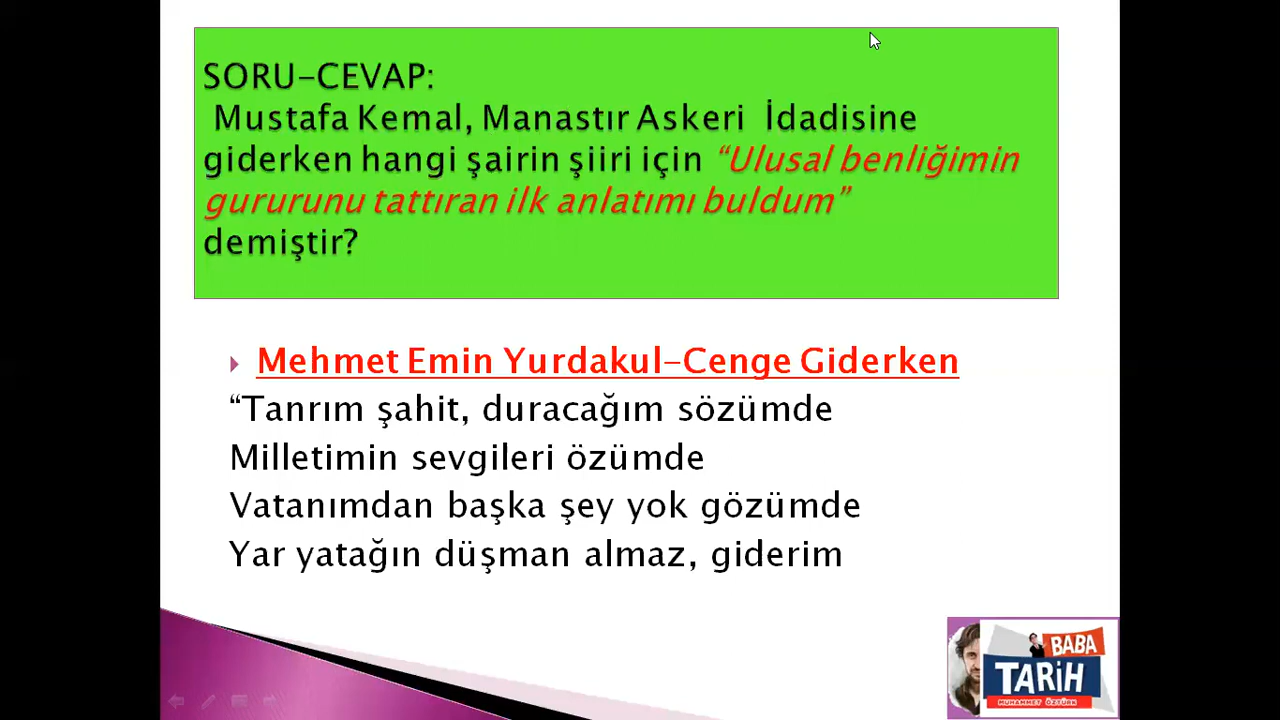 SORU-CEVAP:
Mustafa Kemal, Manastır Askeri İdadisine
giderken hangi şairin şiiri için “Ulusal benliğimin
gururunu tattıran ilk anlatımı buldum”
demiştir?
Mehmet Emin Yurdakul-Cenge Giderken
“Tanrım şahit, duracağım sözümde
Milletimin sevgileri özümde
Vatanımdan başka şey yok gözümde
Yar yatağın düşman almaz, giderim
BABA
TARİH
MUHAMMET ÖZTÜRK